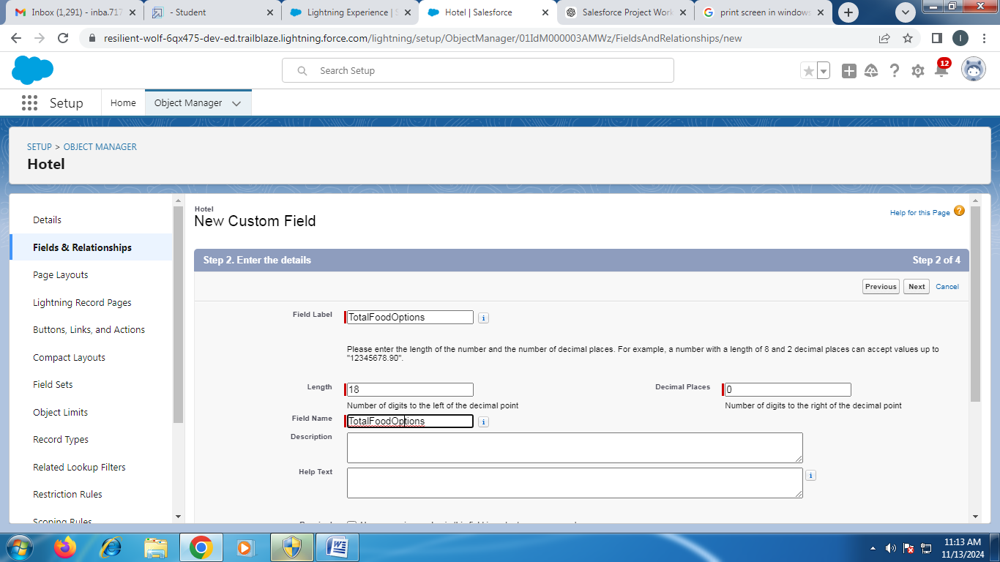 Inbox (1,291) - inba.717
- Student
Lightning Experience | S
Hotel | Salesforce
Salesforce Project Work
print screen in windows
resilient-wolf-6qx475-dev-ed.trailblaze.lightning.force.com/lightning/setup/ObjectManager/01IdM000003AMWz/FieldsAndRelationships/new
I
Search Setup
12
Setup
Home
Object Manager
SETUP > OBJECT MANAGER
Hotel
Details
Fields & Relationships
Page Layouts
Lightning Record Pages
Buttons, Links, and Actions
Compact Layouts
Field Sets
Object Limits
Record Types
Related Lookup Filters
Restriction Rules
Scoping Rules
Hotel
New Custom Field
Help for this Page
Step 2. Enter the details
Step 2 of 4
Previous
Next
Cancel
Field Label
TotalFoodOptions
Please enter the length of the number and the number of decimal places. For example, a number with a length of 8 and 2 decimal places can accept values up to
"12345678.90".
Length
18
Decimal Places
0
Number of digits to the left of the decimal point
Number of digits to the right of the decimal point
Field Name
TotalFoodOptions
Description
Help Text
11:13 AM
11/13/2024